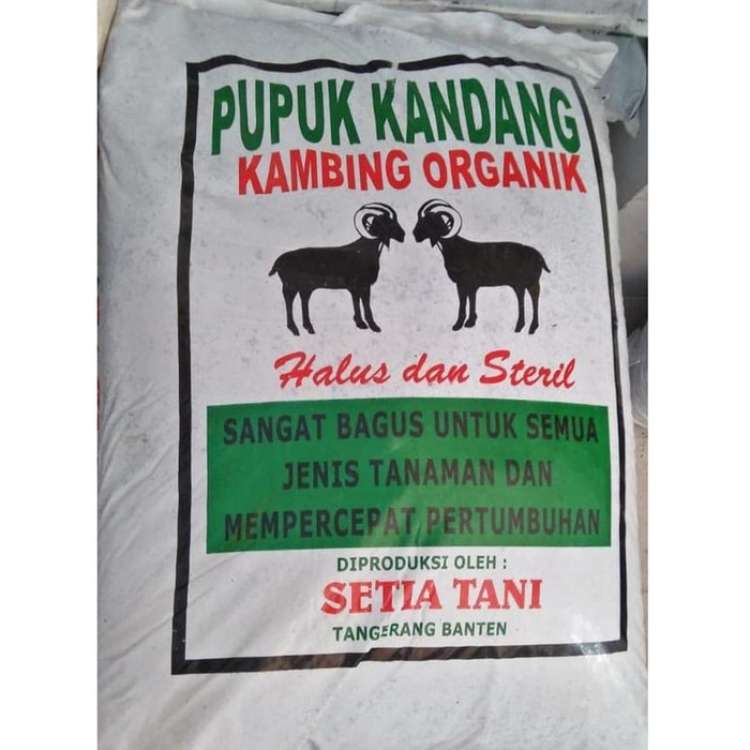 PUPUK KANDANG
KAMBING ORGANIK
Halus dan Steril
SANGAT BAGUS UNTUK SEMUA
JENIS TANAMAN DAN
MEMPERCEPAT PERTUMBUHAN
DIPRODUKSI OLEH :
SETIA TANI
TANGERANG BANTEN